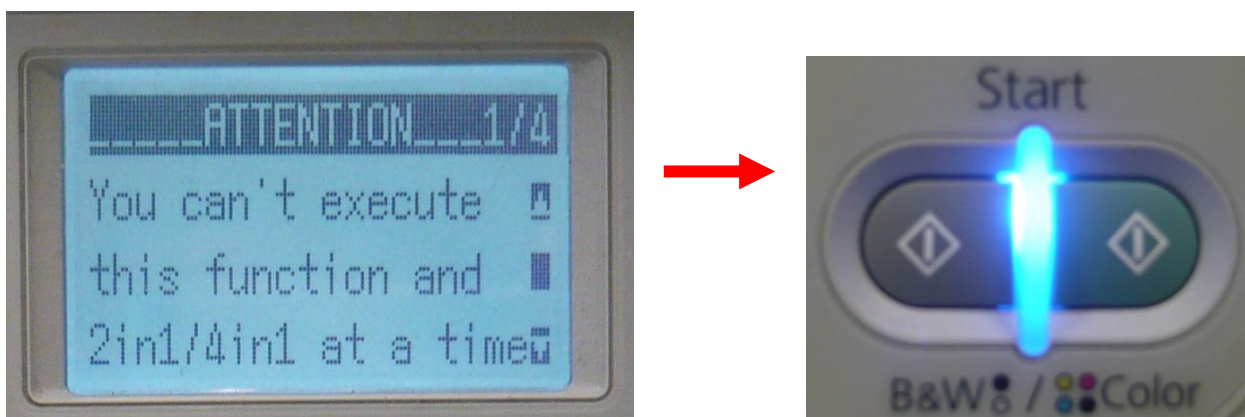 _____ATTENTION___1/4
You can't execute
this function and
2in1/4in1 at a time
Start
B&W / Color